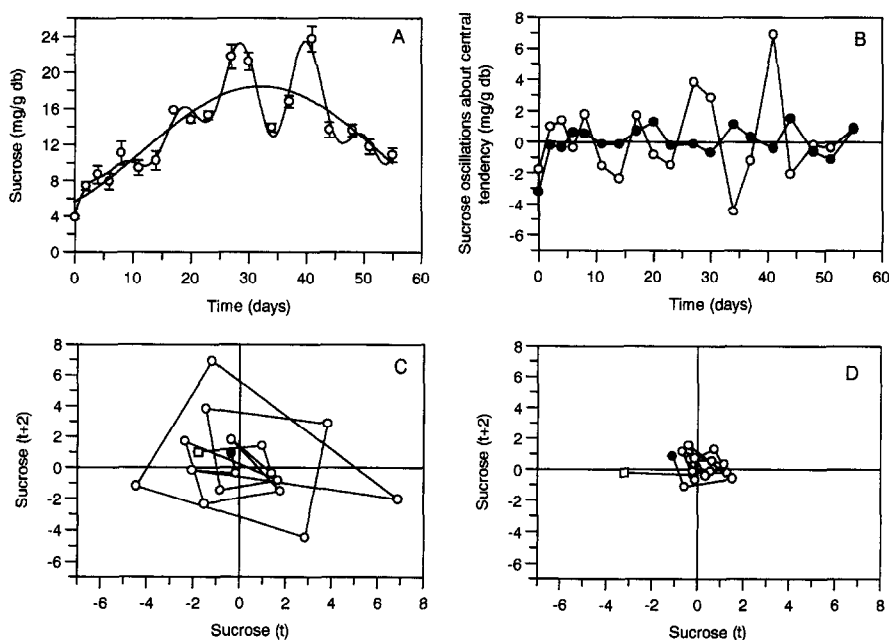 A
Sucrose (mg/g db)
24
20
16
12
8
4
0
0 10 20 30 40 50 60
Time (days)
B
Sucrose oscillations about central
tendency (mg/g db)
8
6
4
2
0
-2
-4
-6
0 10 20 30 40 50 60
Time (days)
C
Sucrose (t+2)
8
6
4
2
0
-2
-4
-6
-6 -4 -2 0 2 4 6 8
Sucrose (t)
D
Sucrose (t+2)
8
6
4
2
0
-2
-4
-6
-6 -4 -2 0 2 4 6 8
Sucrose (t)